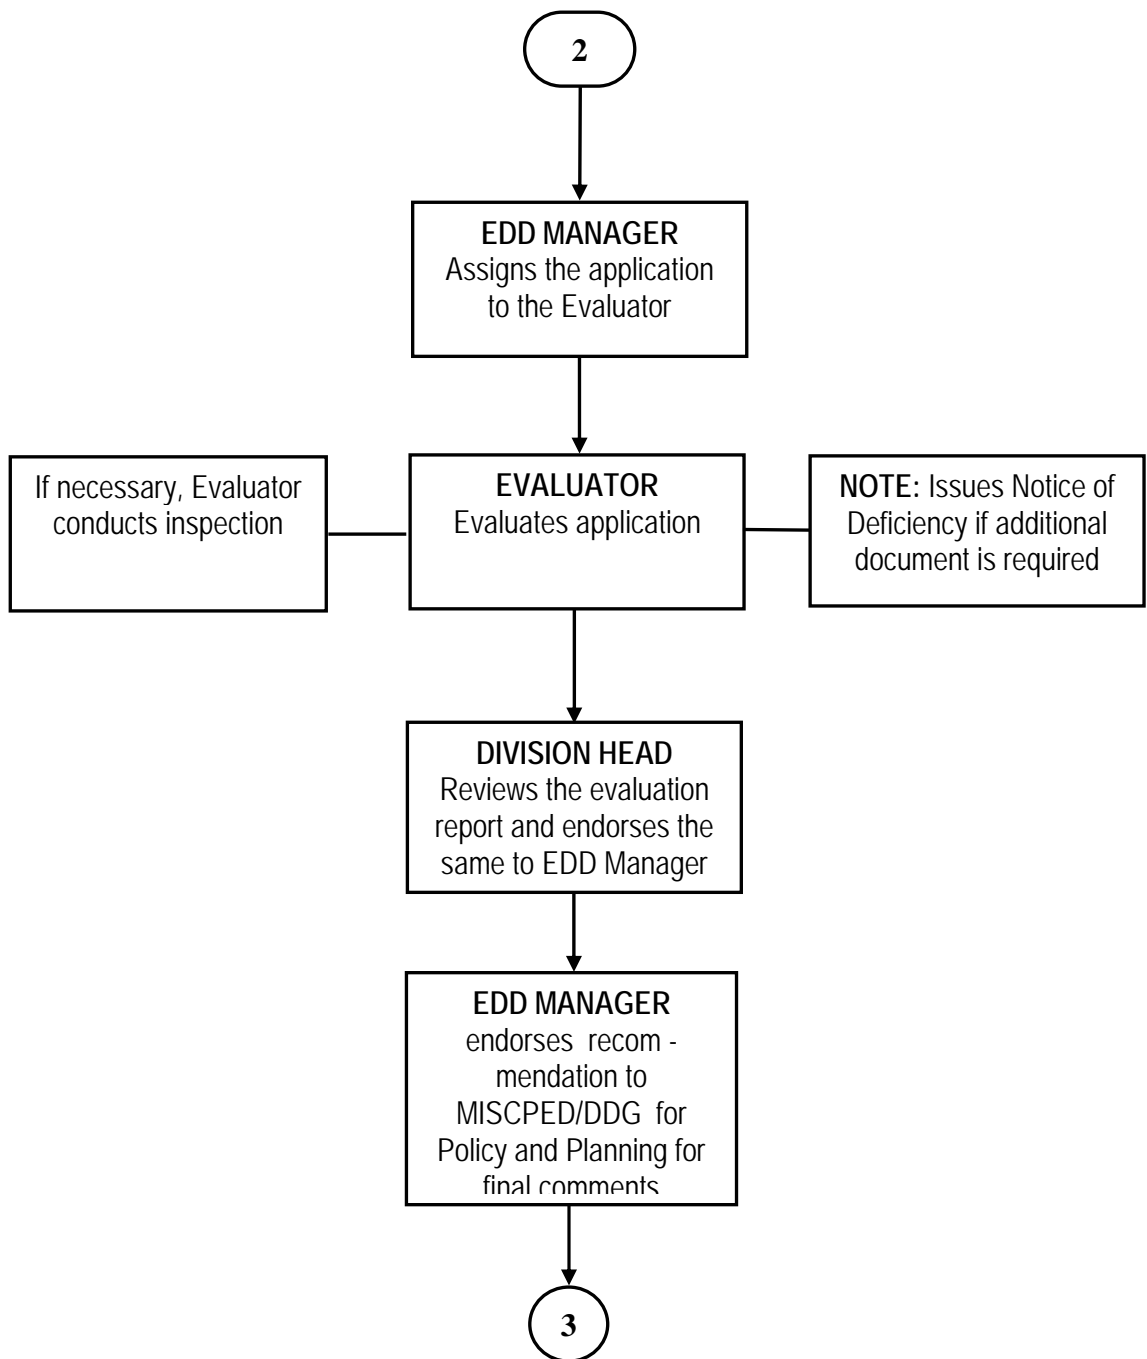 2
EDD MANAGER
Assigns the application
to the Evaluator
If necessary, Evaluator
conducts inspection
EVALUATOR
Evaluates application
NOTE: Issues Notice of
Deficiency if additional
document is required
DIVISION HEAD
Reviews the evaluation
report and endorses the
same to EDD Manager
EDD MANAGER
endorses recom -
mendation to
MISCPED/DDG for
Policy and Planning for
final comments
3